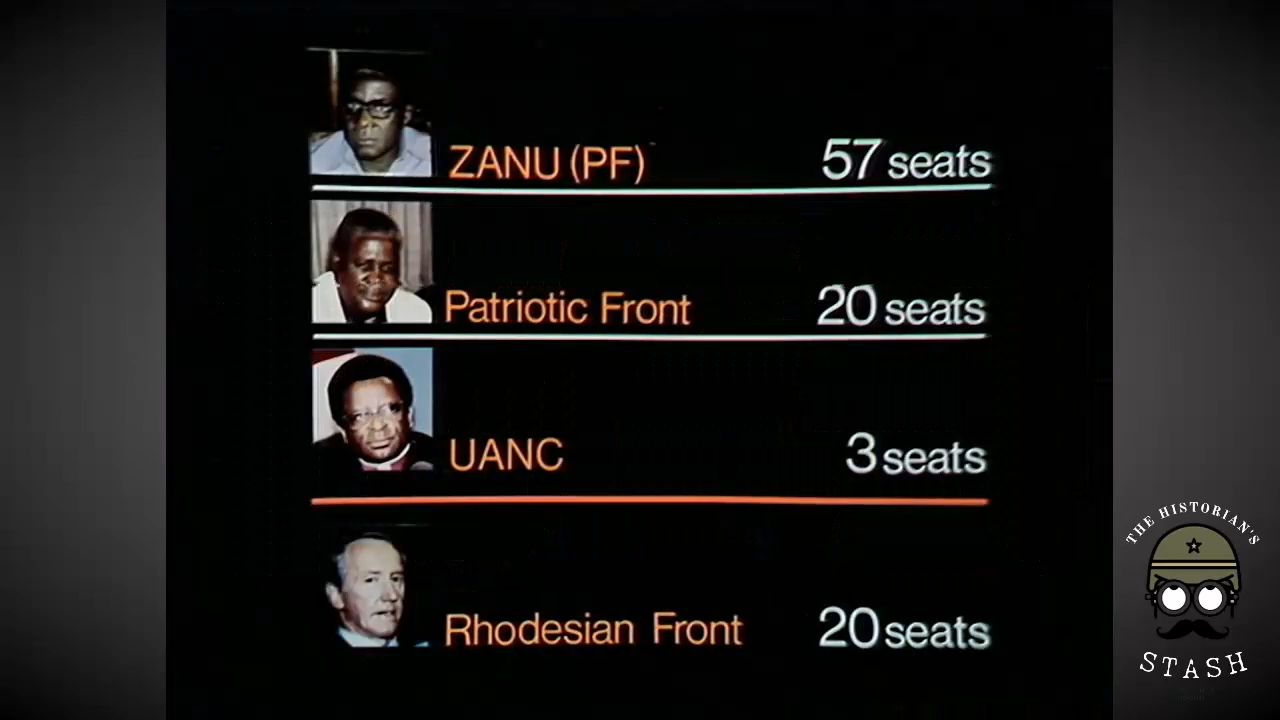 ZANU (PF) 57 seats
Patriotic Front 20 seats
UANC 3 seats
Rhodesian Front 20 seats
THE HISTORIAN'S
STASH